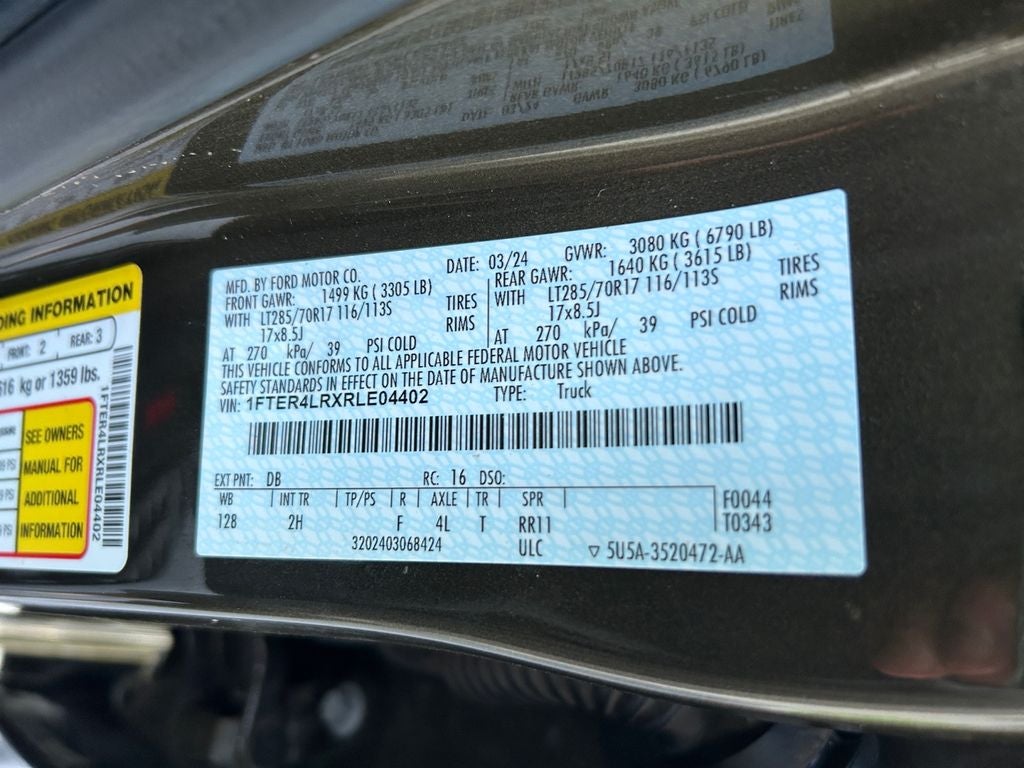 MFD. BY FORD MOTOR CO.
DATE: 03/24 GVWR: 3080 KG ( 6790 LB)
FRONT GAWR: 1499 KG ( 3305 LB)
REAR GAWR: 1640 KG ( 3615 LB)
WITH LT285/70R17 116/113S TIRES
WITH LT285/70R17 116/113S TIRES
17x8.5J RIMS
17x8.5J RIMS
AT 270 kPa/ 39 PSI COLD
AT 270 kPa/ 39 PSI COLD
THIS VEHICLE CONFORMS TO ALL APPLICABLE FEDERAL MOTOR VEHICLE
SAFETY STANDARDS IN EFFECT ON THE DATE OF MANUFACTURE SHOWN ABOVE.
VIN: 1FTER4LRXRLE04402 TYPE: Truck
EXT PNT: DB RC: 16 DSO:
WB INT TR TP/PS R AXLE TR SPR F0044
128 2H F 4L T RR11 T0343
3202403068424 ULC 5U5A-3520472-AA
INFORMATION
FRONT: 2 REAR: 3
kg or 1359 lbs.
SEE OWNERS
MANUAL FOR
ADDITIONAL
INFORMATION
1FTER4LRXRLE04402